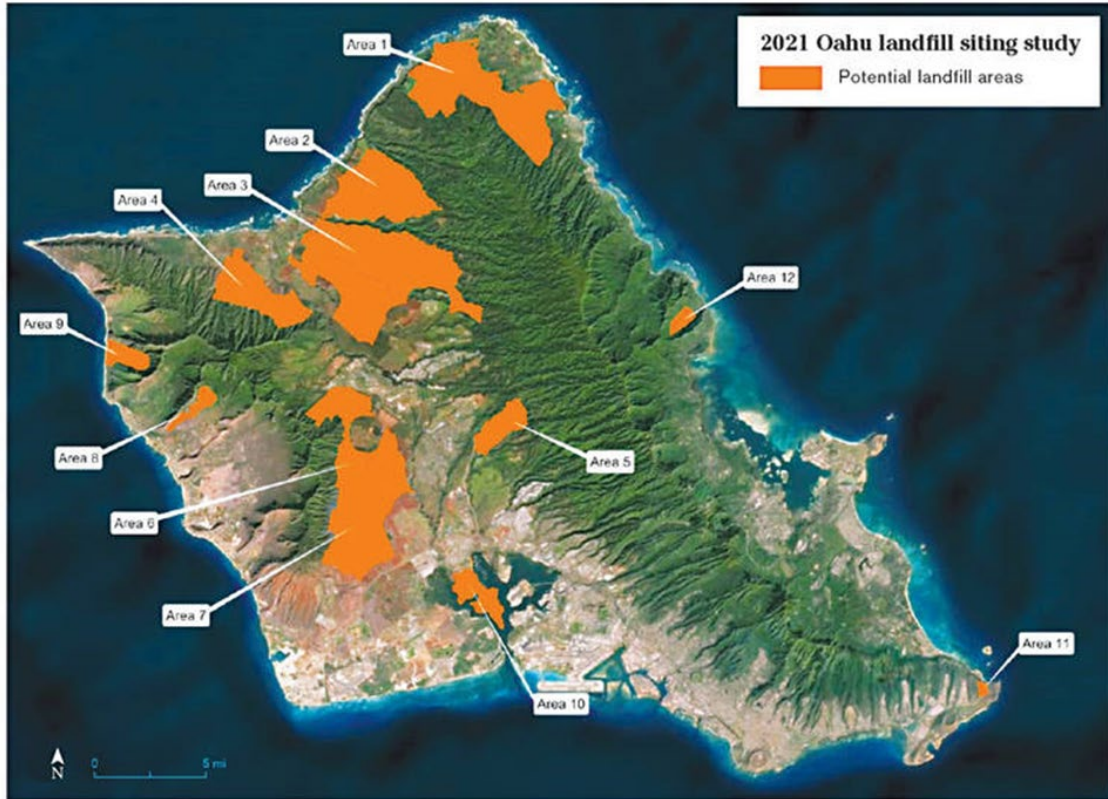 2021 Oahu landfill siting study
Potential landfill areas
Area 1
Area 2
Area 3
Area 4
Area 12
Area 9
Area 8
Area 5
Area 6
Area 7
Area 11
Area 10
N
0
5 mi